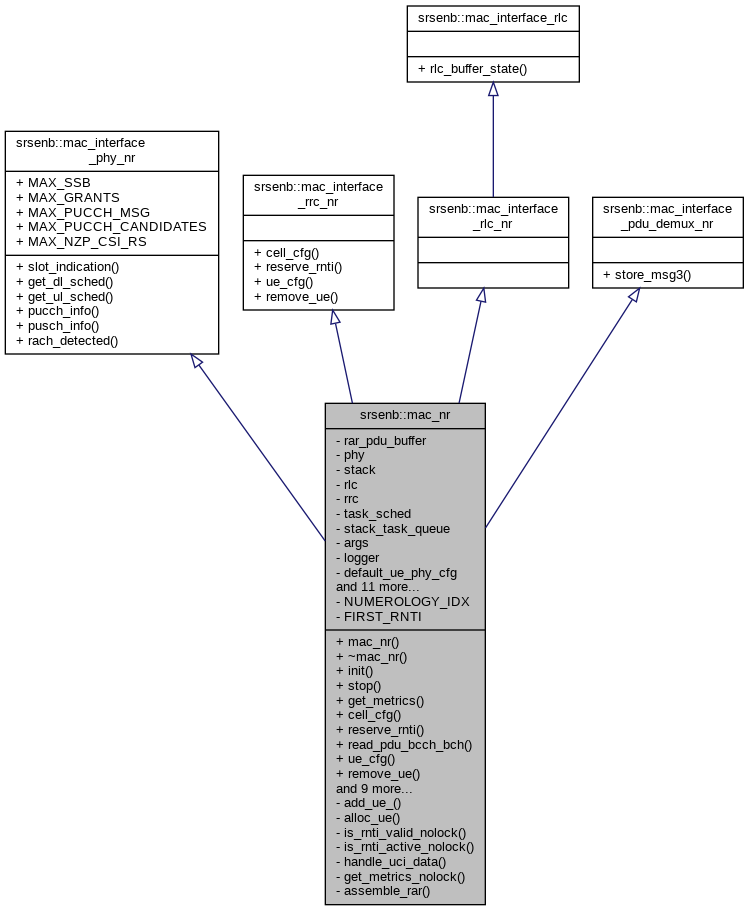 srsenb::mac_interface_rlc
+ rlc_buffer_state()
srsenb::mac_interface
_phy_nr
+ MAX_SSB
+ MAX_GRANTS
+ MAX_PUCCH_MSG
+ MAX_PUCCH_CANDIDATES
+ MAX_NZP_CSI_RS
+ slot_indication()
+ get_dl_sched()
+ get_ul_sched()
+ pucch_info()
+ pusch_info()
+ rach_detected()
srsenb::mac_interface
_rrc_nr
+ cell_cfg()
+ reserve_rnti()
+ ue_cfg()
+ remove_ue()
srsenb::mac_interface
_rlc_nr
srsenb::mac_interface
_pdu_demux_nr
+ store_msg3()
srsenb::mac_nr
- rar_pdu_buffer
- phy
- stack
- rlc
- rrc
- task_sched
- stack_task_queue
- args
- logger
- default_ue_phy_cfg
and 11 more...
- NUMEROLOGY_IDX
- FIRST_RNTI
+ mac_nr()
+ ~mac_nr()
+ init()
+ stop()
+ get_metrics()
+ cell_cfg()
+ reserve_rnti()
+ read_pdu_bcch_bch()
+ ue_cfg()
+ remove_ue()
and 9 more...
- add_ue_()
- alloc_ue()
- is_rnti_valid_nolock()
- is_rnti_active_nolock()
- handle_uci_data()
- get_metrics_nolock()
- assemble_rar()